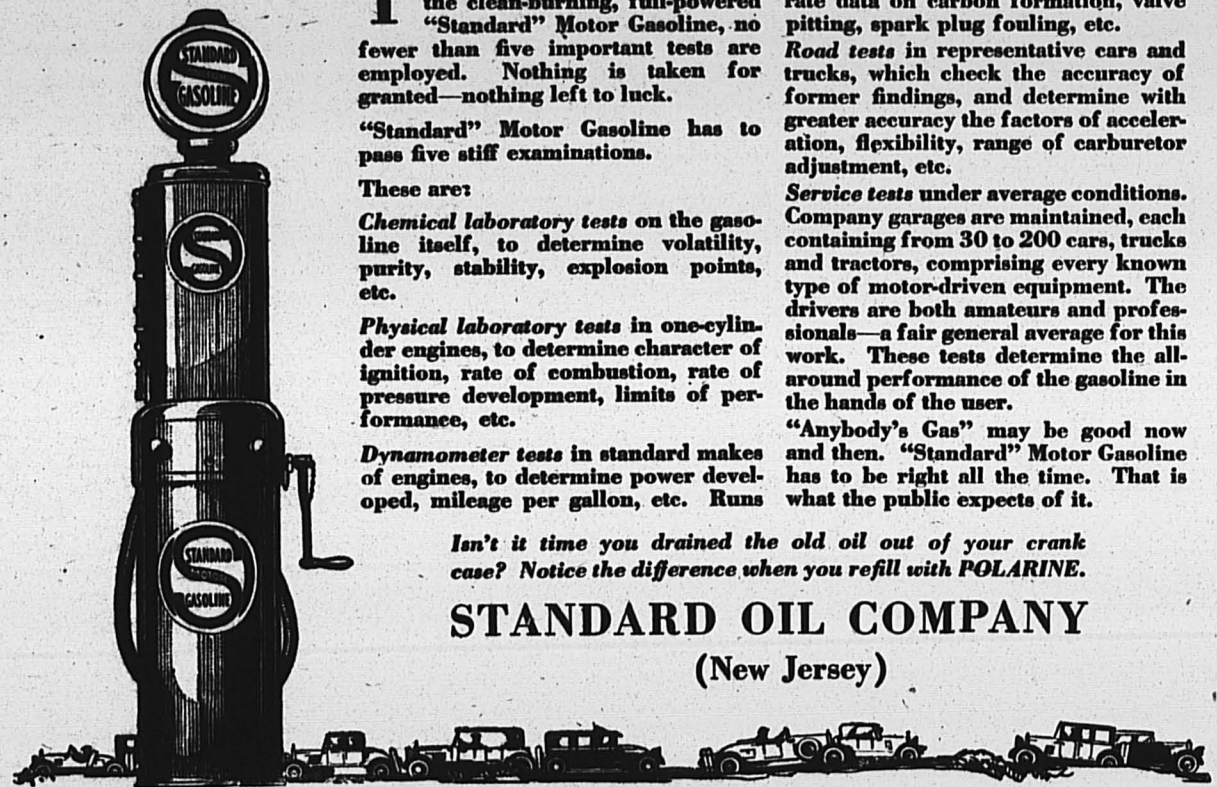 STANDARD
S
GASOLINE
S
GASOLINE
STANDARD
S
GASOLINE
the clean-burning, full-powered
"Standard" Motor Gasoline, no
fewer than five important tests are
employed. Nothing is taken for
granted—nothing left to luck.
"Standard" Motor Gasoline has to
pass five stiff examinations.
These are:
Chemical laboratory tests on the gaso-
line itself, to determine volatility,
purity, stability, explosion points,
etc.
Physical laboratory tests in one-cylin-
der engines, to determine character of
ignition, rate of combustion, rate of
pressure development, limits of per-
formance, etc.
Dynamometer tests in standard makes
of engines, to determine power devel-
oped, mileage per gallon, etc. Runs
rate data on carbon formation, valve
pitting, spark plug fouling, etc.
Road tests in representative cars and
trucks, which check the accuracy of
former findings, and determine with
greater accuracy the factors of acceler-
ation, flexibility, range of carburetor
adjustment, etc.
Service tests under average conditions.
Company garages are maintained, each
containing from 30 to 200 cars, trucks
and tractors, comprising every known
type of motor-driven equipment. The
drivers are both amateurs and profes-
sionals—a fair general average for this
work. These tests determine the all-
around performance of the gasoline in
the hands of the user.
"Anybody's Gas" may be good now
and then. "Standard" Motor Gasoline
has to be right all the time. That is
what the public expects of it.
Isn't it time you drained the old oil out of your crank
case? Notice the difference when you refill with POLARINE.
STANDARD OIL COMPANY
(New Jersey)